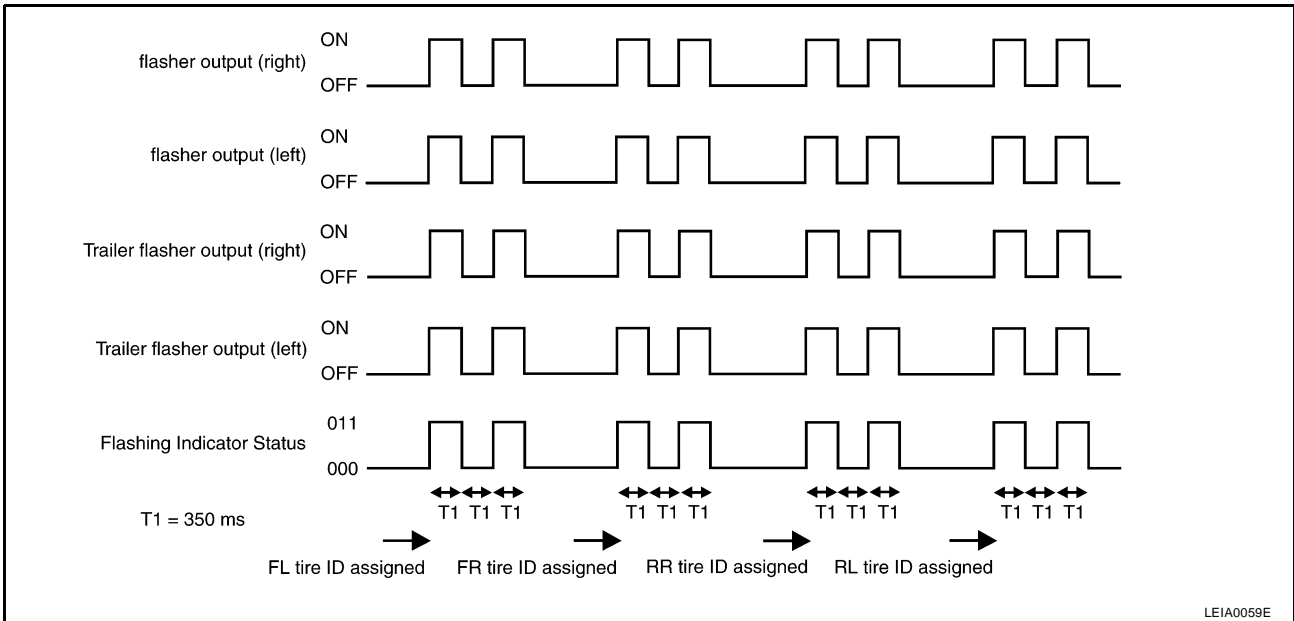 ON
flasher output (right)
OFF
ON
flasher output (left)
OFF
ON
Trailer flasher output (right)
OFF
ON
Trailer flasher output (left)
OFF
011
Flashing Indicator Status
000
T1 T1 T1 T1 T1 T1 T1 T1 T1 T1 T1 T1
T1 = 350 ms
FL tire ID assigned FR tire ID assigned RR tire ID assigned RL tire ID assigned
LEIA0059E